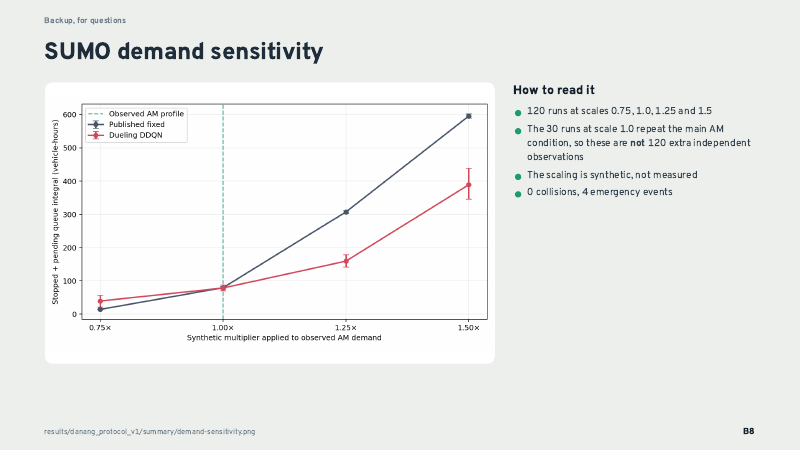 Backup, for questions
SUMO demand sensitivity
Observed AM profile
Published fixed
Dueling DDQN
600
500
400
300
200
100
0
Stopped + pending queue integral (vehicle-hours)
0.75×
1.00×
1.25×
1.50×
Synthetic multiplier applied to observed AM demand
How to read it
120 runs at scales 0.75, 1.0, 1.25 and 1.5
The 30 runs at scale 1.0 repeat the main AM
condition, so these are not 120 extra independent
observations
The scaling is synthetic, not measured
0 collisions, 4 emergency events
results/danang_protocol_v1/summary/demand-sensitivity.png
B8